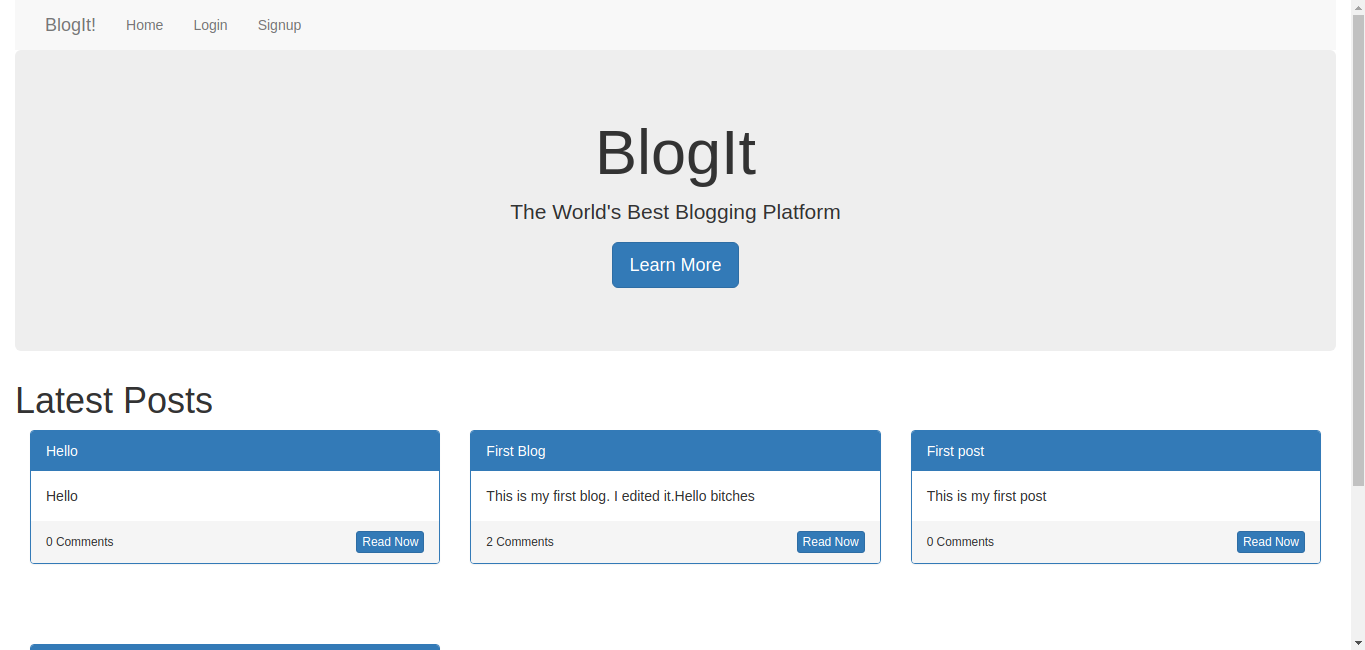 BlogIt! Home Login Signup
BlogIt
The World's Best Blogging Platform
Learn More
Latest Posts
Hello
Hello
0 Comments Read Now
First Blog
This is my first blog. I edited it.Hello bitches
2 Comments Read Now
First post
This is my first post
0 Comments Read Now